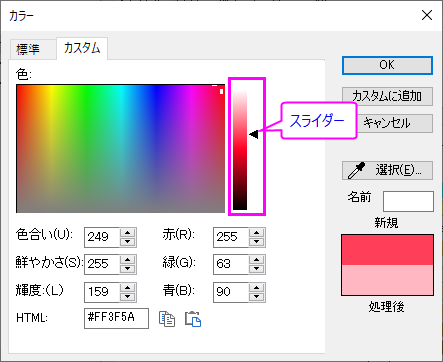 カラー
標準 カスタム
色:
スライダー
OK
カスタムに追加
キャンセル
選択(E)...
名前
新規
処理後
色合い(U): 249 赤(R): 255
鮮やかさ(S): 255 緑(G): 63
輝度:(L) 159 青(B): 90
HTML: #FF3F5A